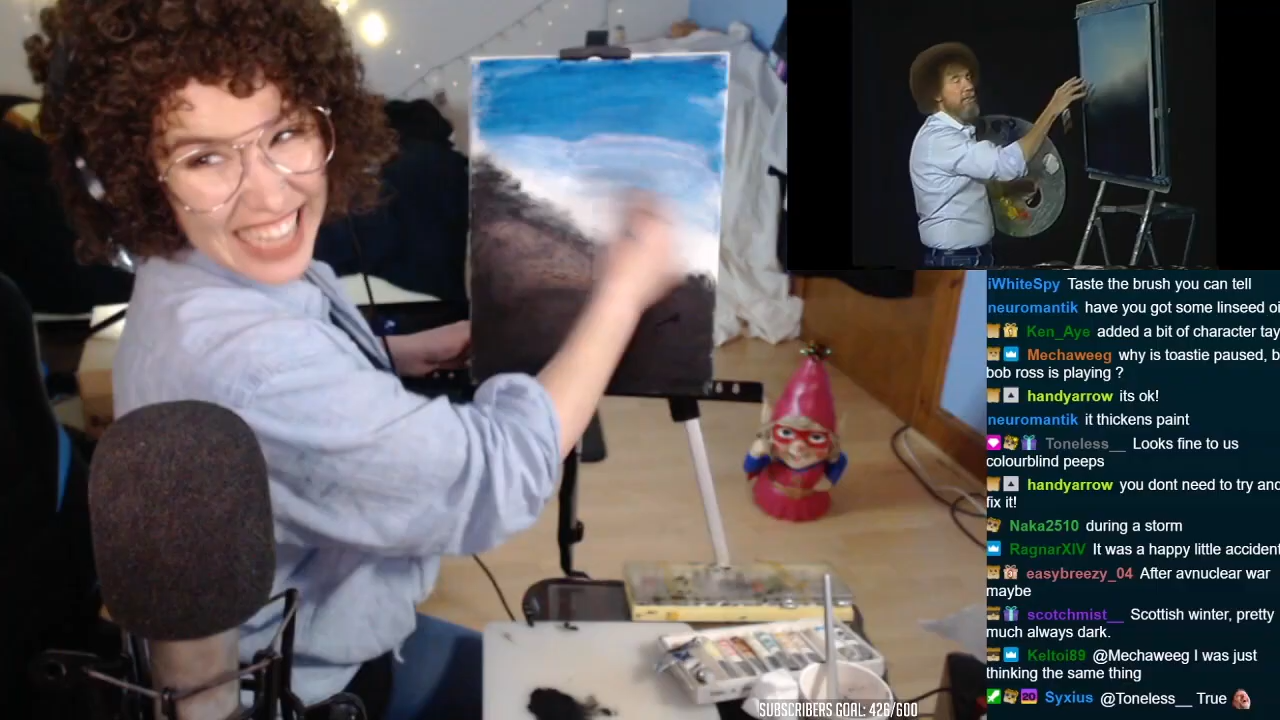 iWhiteSpy Taste the brush you can tell
neuromantik have you got some linseed oi
Ken_Aye added a bit of character tay
Mechaweeg why is toastie paused, b
bob ross is playing ?
handyarrow its ok!
neuromantik it thickens paint
Toneless__ Looks fine to us
colourblind peeps
handyarrow you dont need to try and
fix it!
Naka2510 during a storm
RagnarXIV It was a happy little accident
easybreezy_04 After avnuclear war
maybe
scotchmist__ Scottish winter, pretty
much always dark.
Keltoi89 @Mechaweeg I was just
thinking the same thing
20 Syxius @Toneless__ True
SUBSCRIBERS GOAL: 426/600